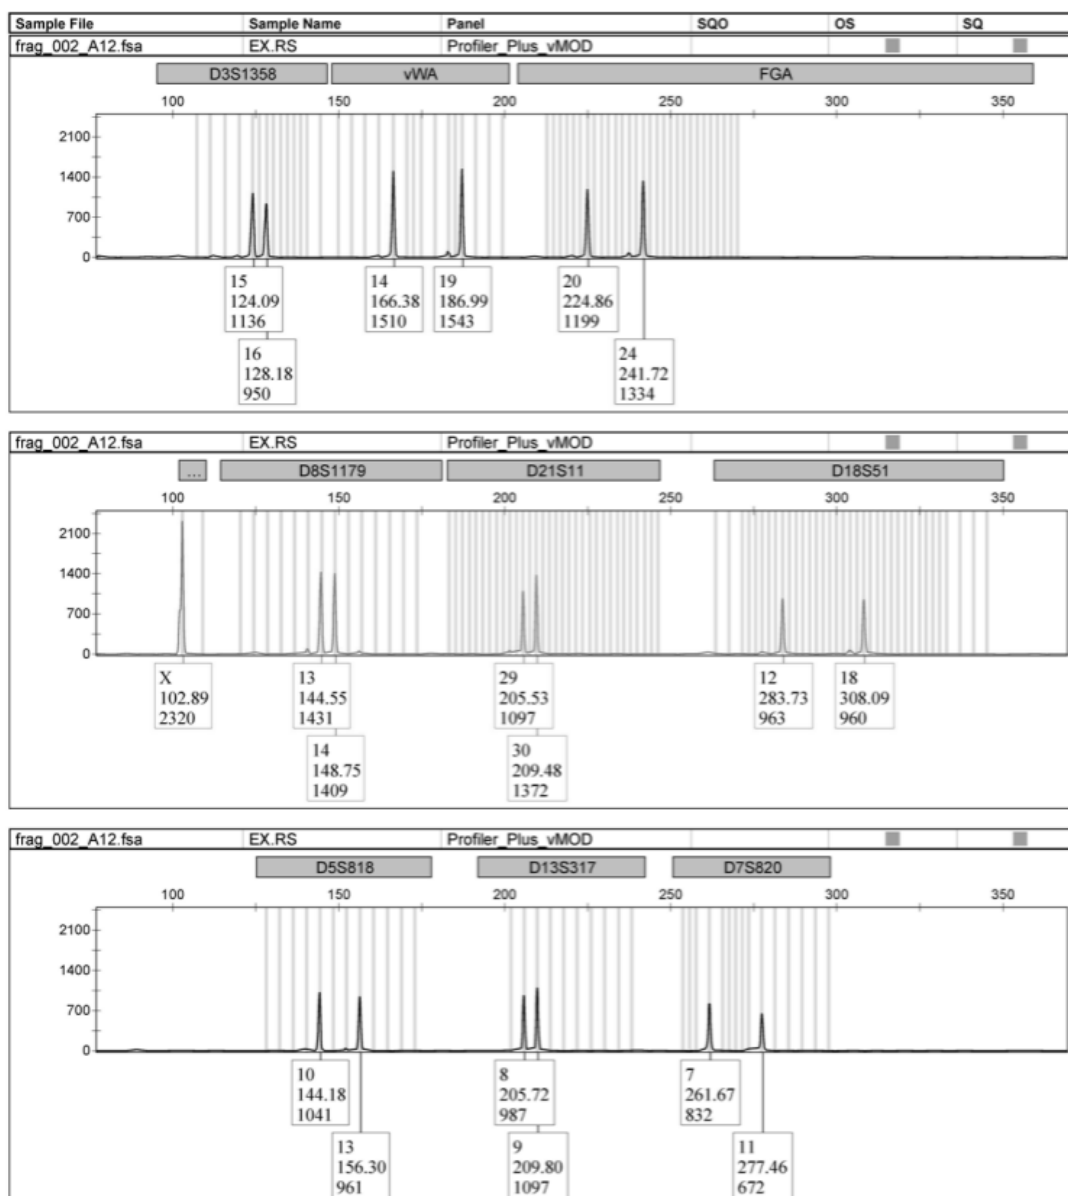 Sample File Sample Name Panel SQO OS SQ
frag_002_A12.fsa EX.RS Profiler_Plus_vMOD
D3S1358 vWA FGA
100 150 200 250 300 350
2100
1400
700
0
15 14 19 20
124.09 166.38 186.99 224.86
1136 1510 1543 1199
16 24
128.18 241.72
950 1334
frag_002_A12.fsa EX.RS Profiler_Plus_vMOD
... D8S1179 D21S11 D18S51
100 150 200 250 300 350
2100
1400
700
0
X 13 29 12 18
102.89 144.55 205.53 283.73 308.09
2320 1431 1097 963 960
14 30
148.75 209.48
1409 1372
frag_002_A12.fsa EX.RS Profiler_Plus_vMOD
D5S818 D13S317 D7S820
100 150 200 250 300 350
2100
1400
700
0
10 8 7
144.18 205.72 261.67
1041 987 832
13 9 11
156.30 209.80 277.46
961 1097 672